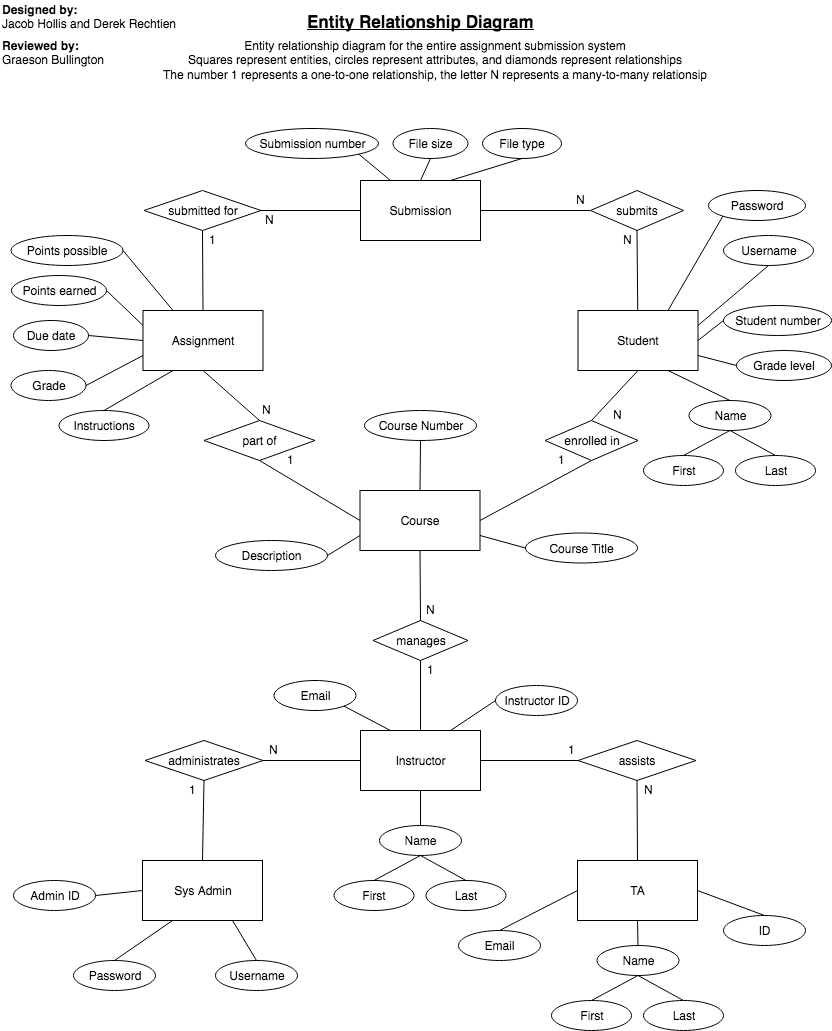 Designed by:
Jacob Hollis and Derek Rechtien
Entity Relationship Diagram
Reviewed by:
Graeson Bullington
Entity relationship diagram for the entire assignment submission system
Squares represent entities, circles represent attributes, and diamonds represent relationships
The number 1 represents a one-to-one relationship, the letter N represents a many-to-many relationsip
Submission number
File size
File type
submitted for
N
1
Submission
N
submits
N
Password
Username
Student number
Grade level
Points possible
Points earned
Due date
Grade
Instructions
Assignment
Student
Name
First
Last
N
part of
1
Course Number
N
enrolled in
1
Course
Description
Course Title
N
manages
1
Email
Instructor ID
administrates
N
1
Instructor
1
assists
N
Name
First
Last
Sys Admin
Admin ID
Password
Username
TA
Email
ID
Name
First
Last